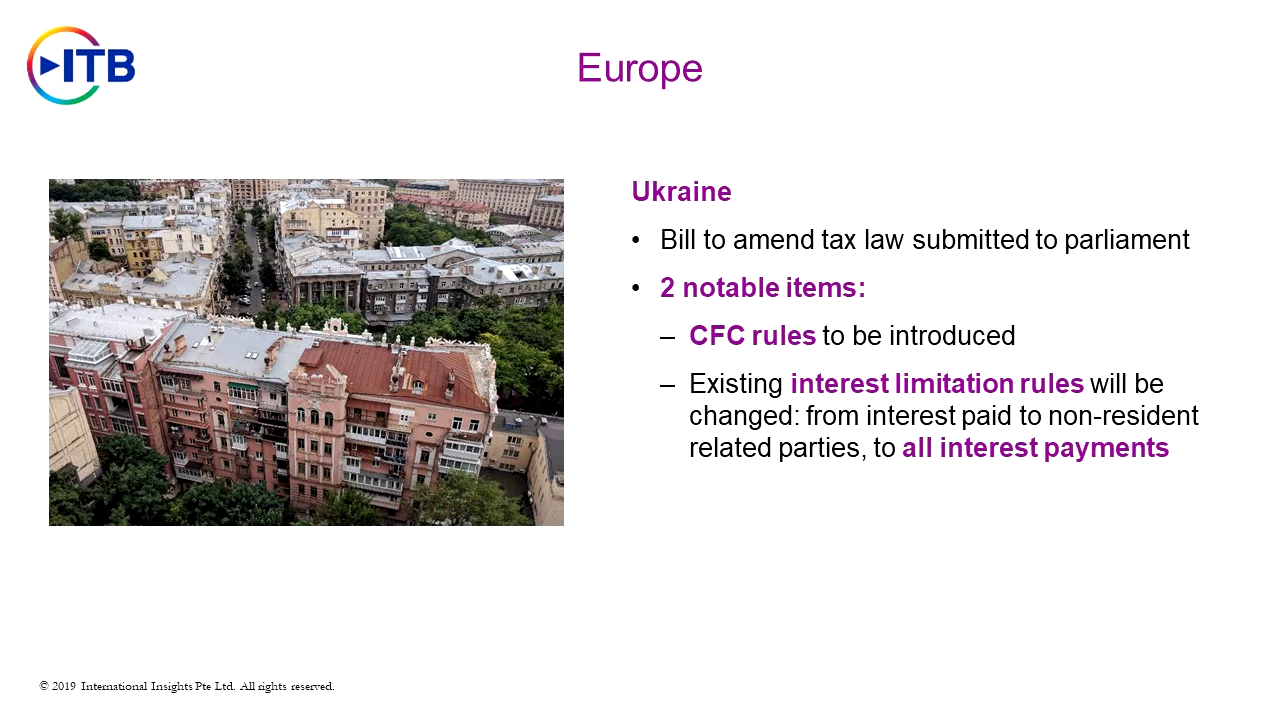 ITB
Europe
Ukraine
• Bill to amend tax law submitted to parliament
• 2 notable items:
– CFC rules to be introduced
– Existing interest limitation rules will be
changed: from interest paid to non-resident
related parties, to all interest payments
© 2019 International Insights Pte Ltd. All rights reserved.